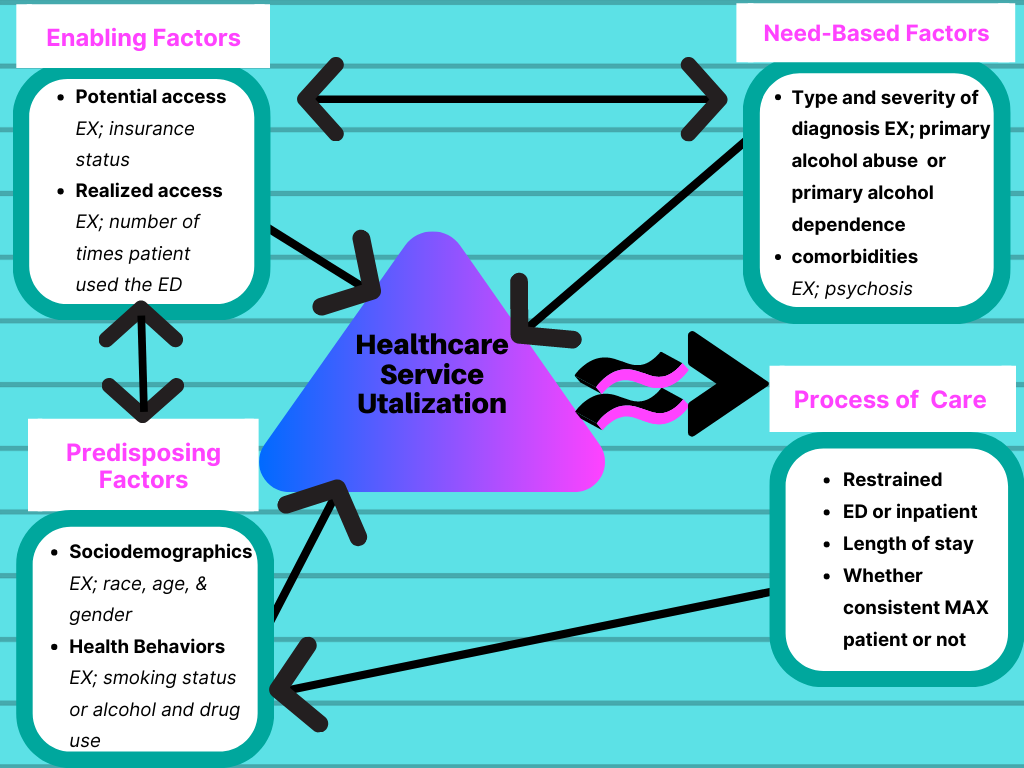 Enabling Factors
• Potential access
EX; insurance
status
• Realized access
EX; number of
times patient
used the ED
Need-Based Factors
• Type and severity of
diagnosis EX; primary
alcohol abuse  or
primary alcohol
dependence
• comorbidities
EX; psychosis
Healthcare
Service
Utalization
Predisposing
Factors
• Sociodemographics
EX; race, age, &
gender
• Health Behaviors
EX; smoking status
or alcohol and drug
use
Process of  Care
• Restrained
• ED or inpatient
• Length of stay
• Whether
consistent MAX
patient or not